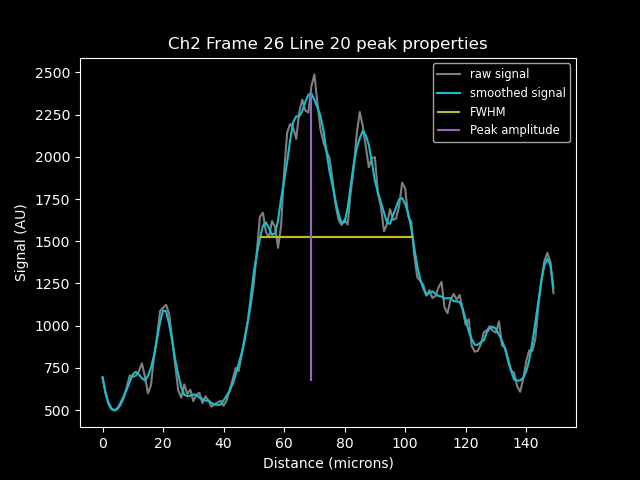 Ch2 Frame 26 Line 20 peak properties
raw signal
smoothed signal
FWHM
Peak amplitude
Signal (AU)
2500
2250
2000
1750
1500
1250
1000
750
500
0 20 40 60 80 100 120 140
Distance (microns)